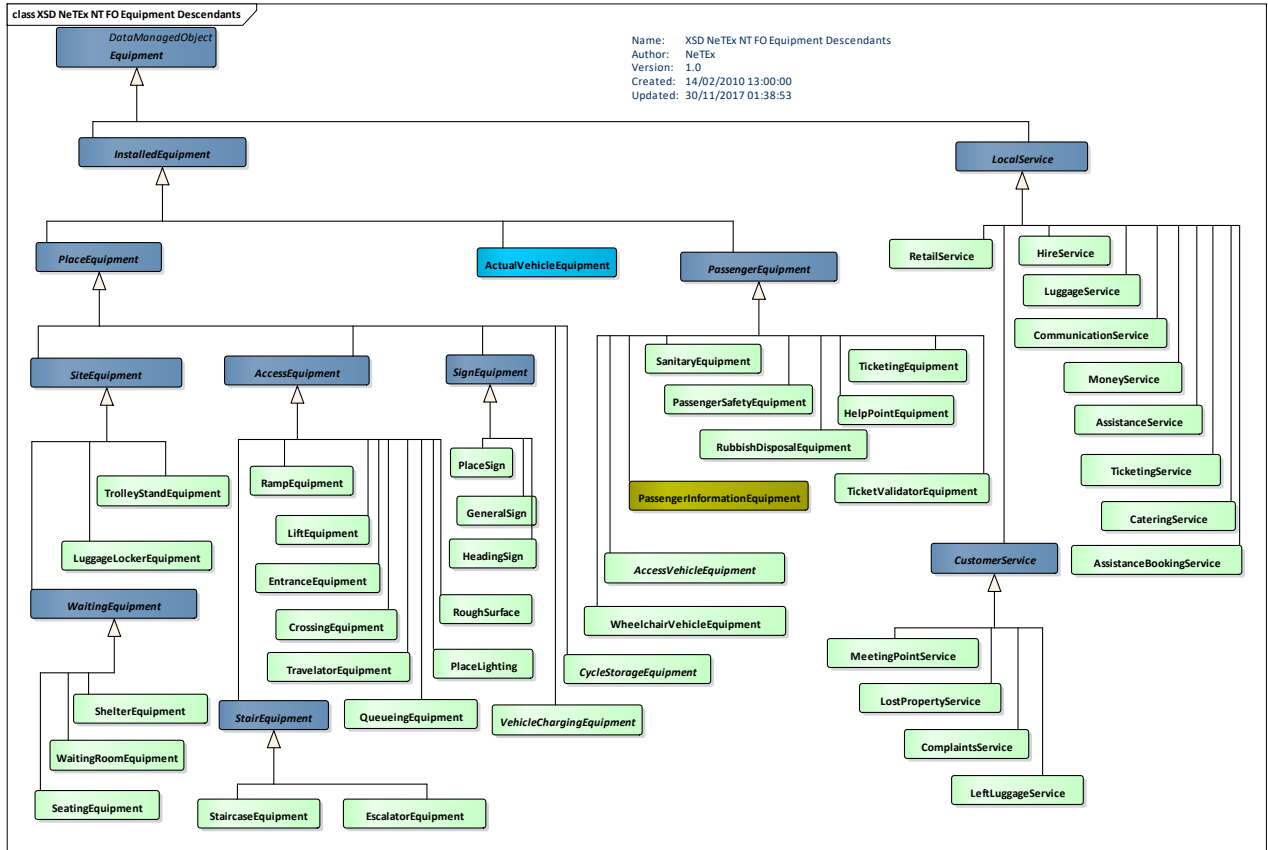 class XSD NeTEx NT FO Equipment Descendants
DataManagedObject
Equipment
Name: XSD NeTEx NT FO Equipment Descendants
Author: NeTEx
Version: 1.0
Created: 14/02/2010 13:00:00
Updated: 30/11/2017 01:38:53
InstalledEquipment
LocalService
PlaceEquipment
ActualVehicleEquipment
PassengerEquipment
RetailService
HireService
LuggageService
CommunicationService
MoneyService
AssistanceService
TicketingService
CateringService
AssistanceBookingService
SiteEquipment
AccessEquipment
SignEquipment
SanitaryEquipment
TicketingEquipment
PassengerSafetyEquipment
HelpPointEquipment
RubbishDisposalEquipment
PassengerInformationEquipment
TicketValidatorEquipment
AccessVehicleEquipment
WheelchairVehicleEquipment
TrolleyStandEquipment
LuggageLockerEquipment
WaitingEquipment
ShelterEquipment
WaitingRoomEquipment
SeatingEquipment
RampEquipment
LiftEquipment
EntranceEquipment
CrossingEquipment
TravelatorEquipment
QueueingEquipment
StairEquipment
StaircaseEquipment
EscalatorEquipment
PlaceSign
GeneralSign
HeadingSign
RoughSurface
PlaceLighting
CycleStorageEquipment
VehicleChargingEquipment
CustomerService
MeetingPointService
LostPropertyService
ComplaintsService
LeftLuggageService